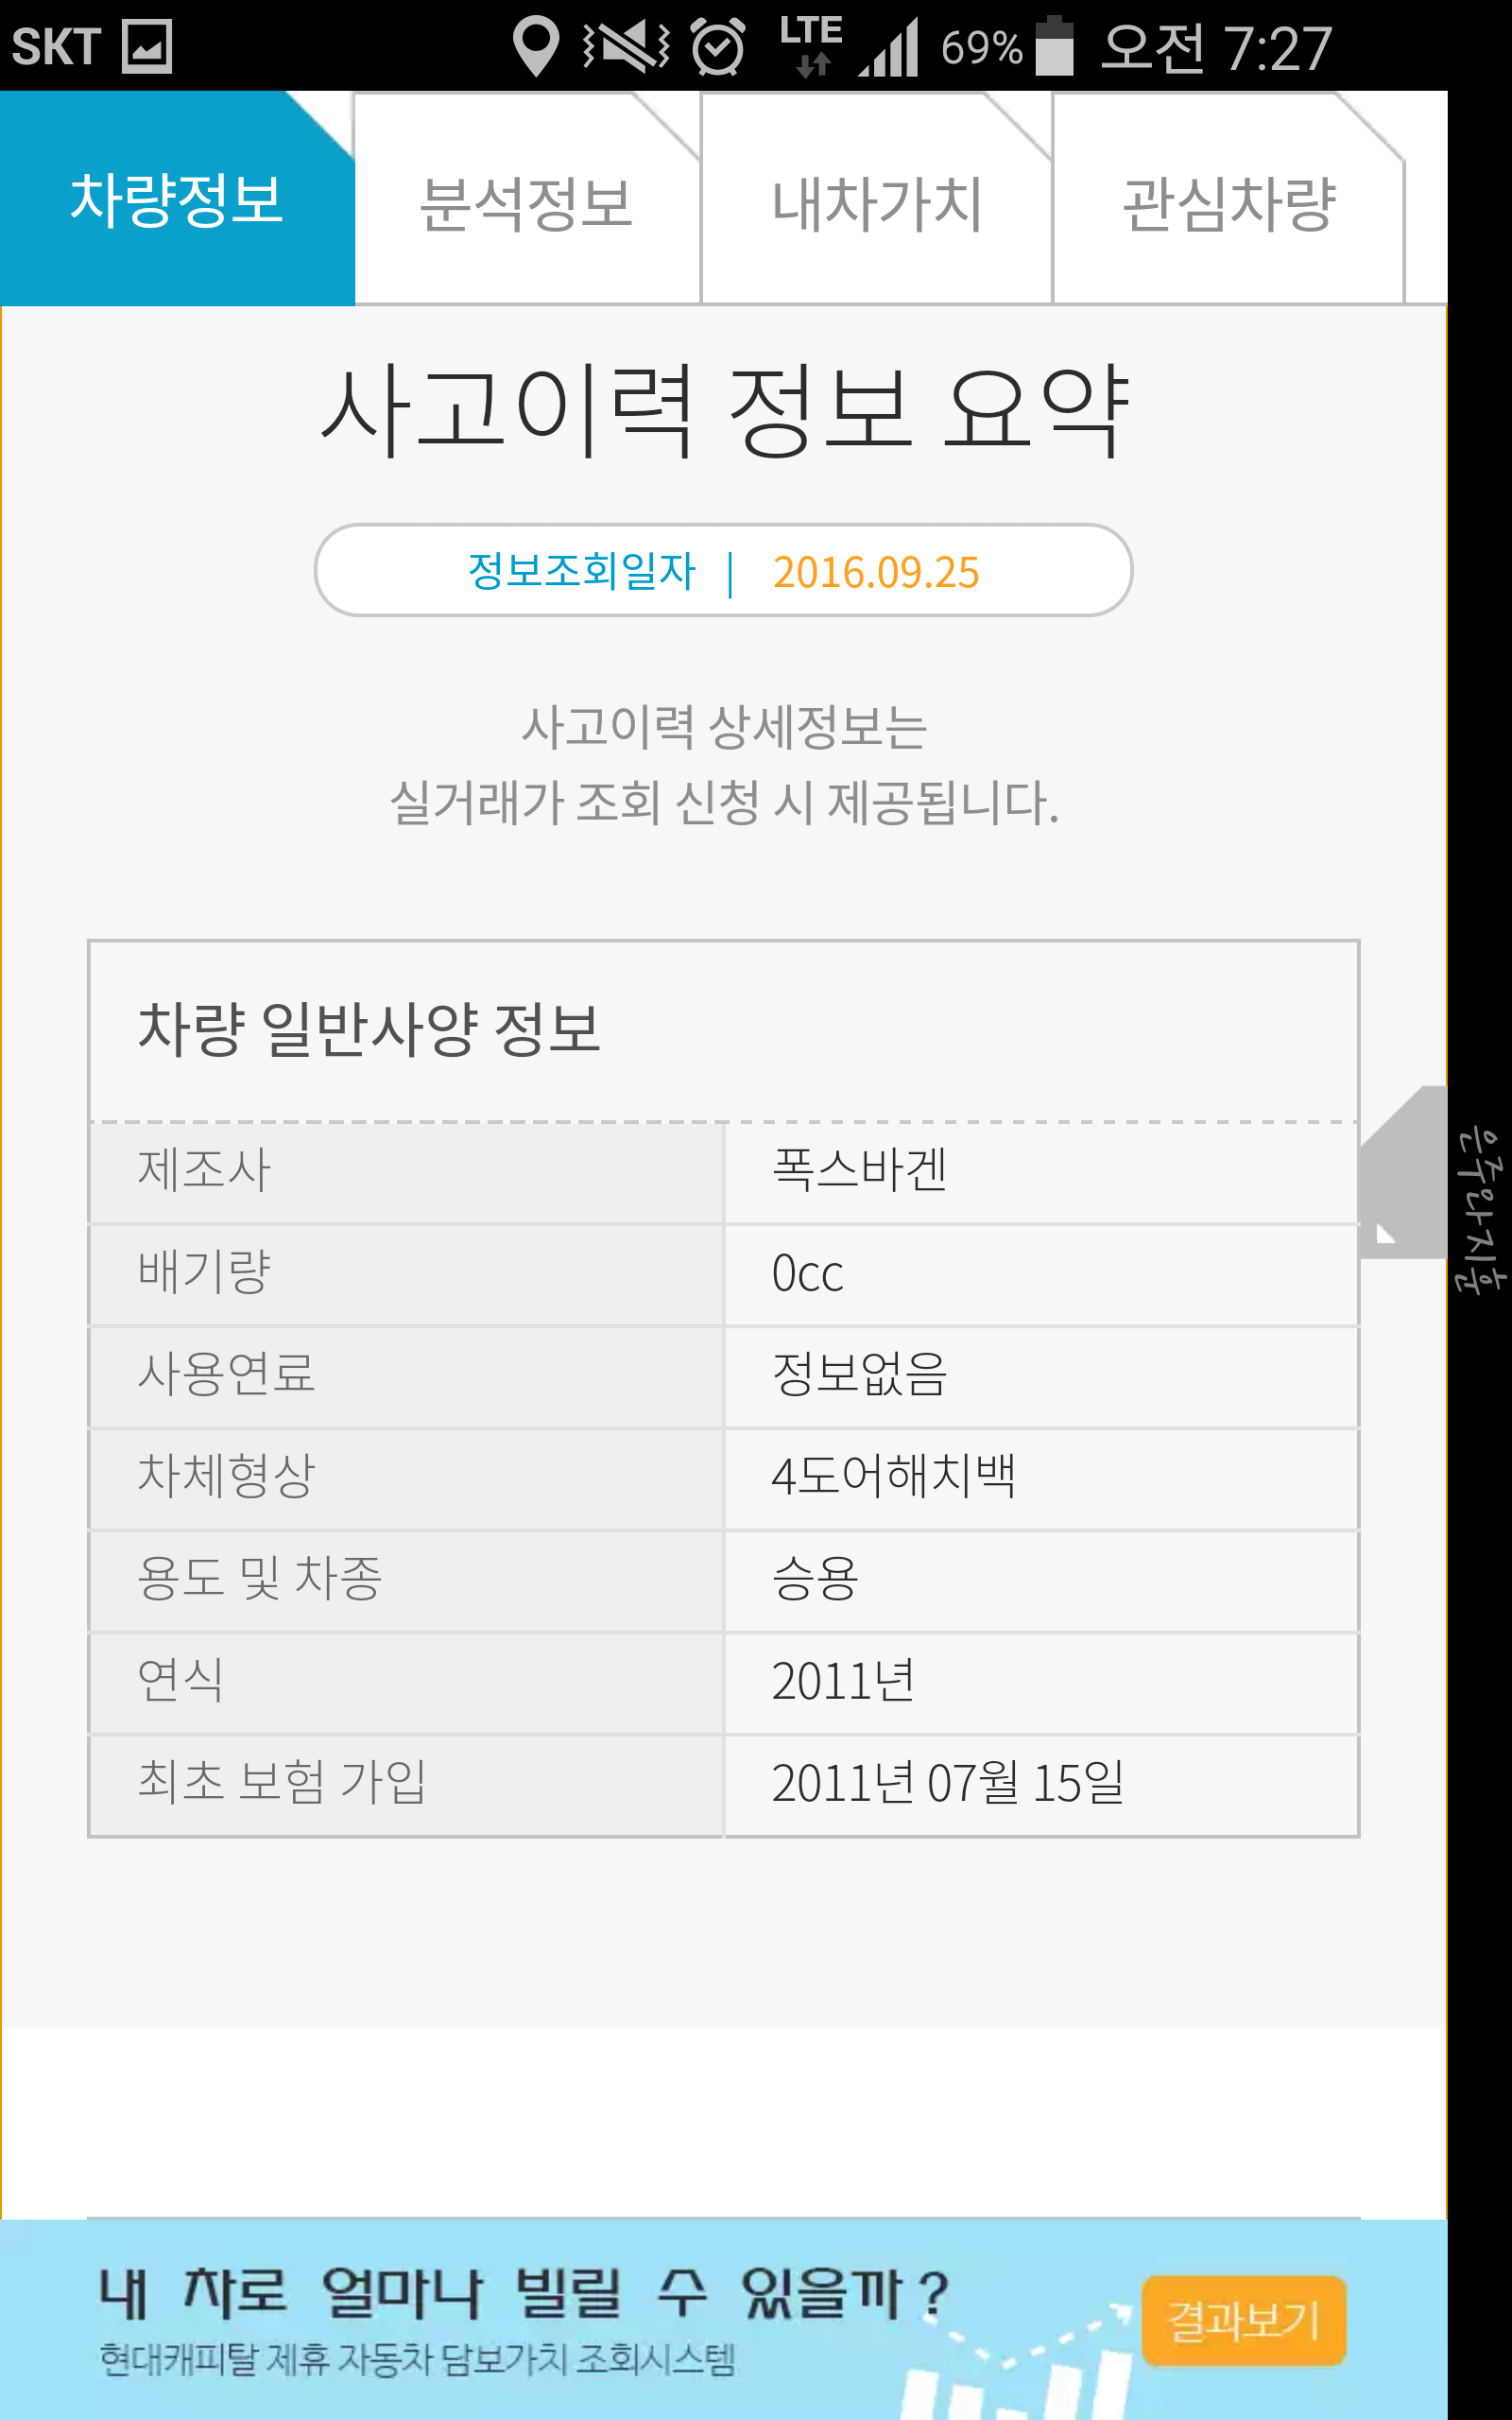 SKT LTE 69% 오전 7:27
차량정보 분석정보 내차가치 관심차량
사고이력 정보 요약
정보조회일자 | 2016.09.25
사고이력 상세정보는
실거래가 조회 신청 시 제공됩니다.
차량 일반사양 정보
제조사 폭스바겐
배기량 0cc
사용연료 정보없음
차체형상 4도어해치백
용도 및 차종 승용
연식 2011년
최초 보험 가입 2011년 07월 15일
내 차로 얼마나 빌릴 수 있을까?
현대캐피탈 제휴 자동차 담보가치 조회시스템
결과보기